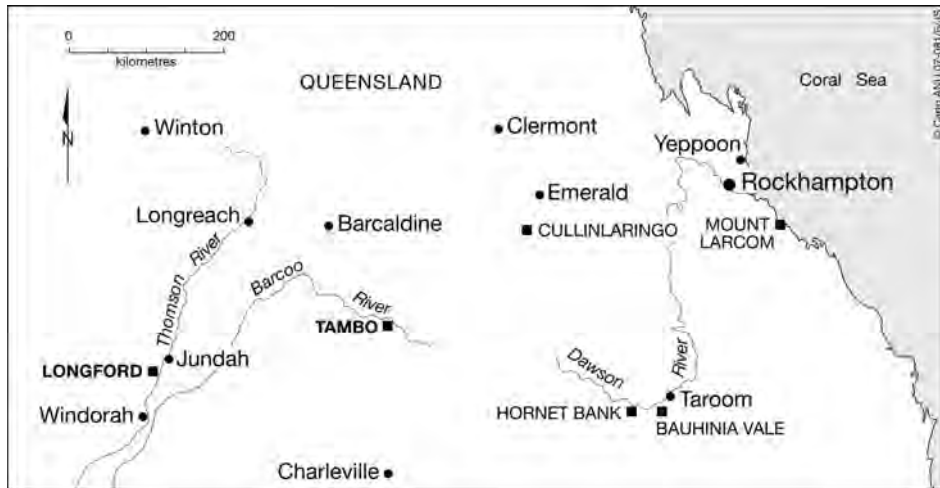 0 200
kilometres
N
QUEENSLAND
Coral Sea
Winton
Clermont
Yeppoon
Rockhampton
Emerald
Longreach
Barcaldine
CULLINLARINGO
MOUNT
LARCOM
Thomson River
Barcoo River
TAMBO
LONGFORD
Jundah
Dawson River
Taroom
Windorah
HORNET BANK
BAUHINIA VALE
Charleville